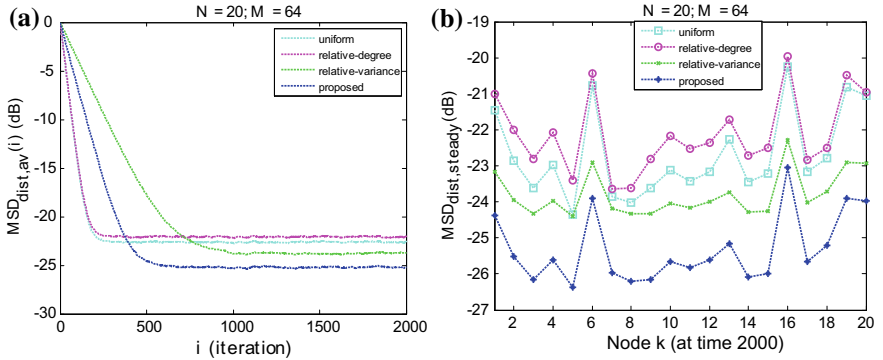 (a)
N = 20; M = 64
MSD_dist,av(i) (dB)
0
-5
-10
-15
-20
-25
-30
uniform
relative-degree
relative-variance
proposed
0 500 1000 1500 2000
i (iteration)
(b)
N = 20; M = 64
MSD_dist,steady(dB)
-19
-20
-21
-22
-23
-24
-25
-26
-27
uniform
relative-degree
relative-variance
proposed
2 4 6 8 10 12 14 16 18 20
Node k (at time 2000)